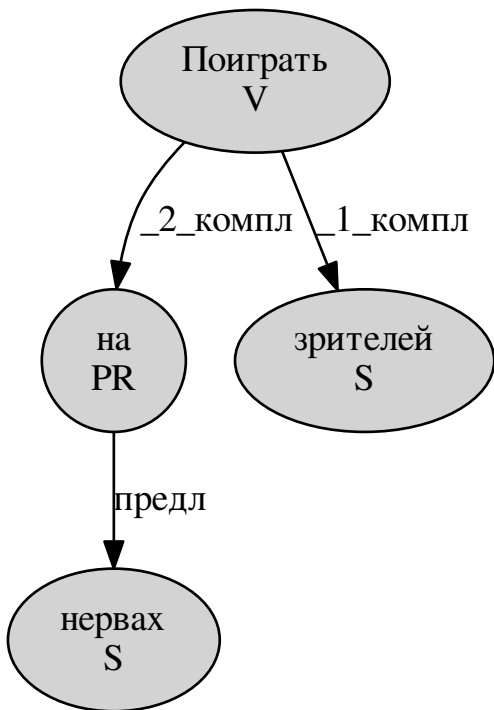 Поиграть
V
_2_компл
_1_компл
на
PR
зрителей
S
предл
нервах
S